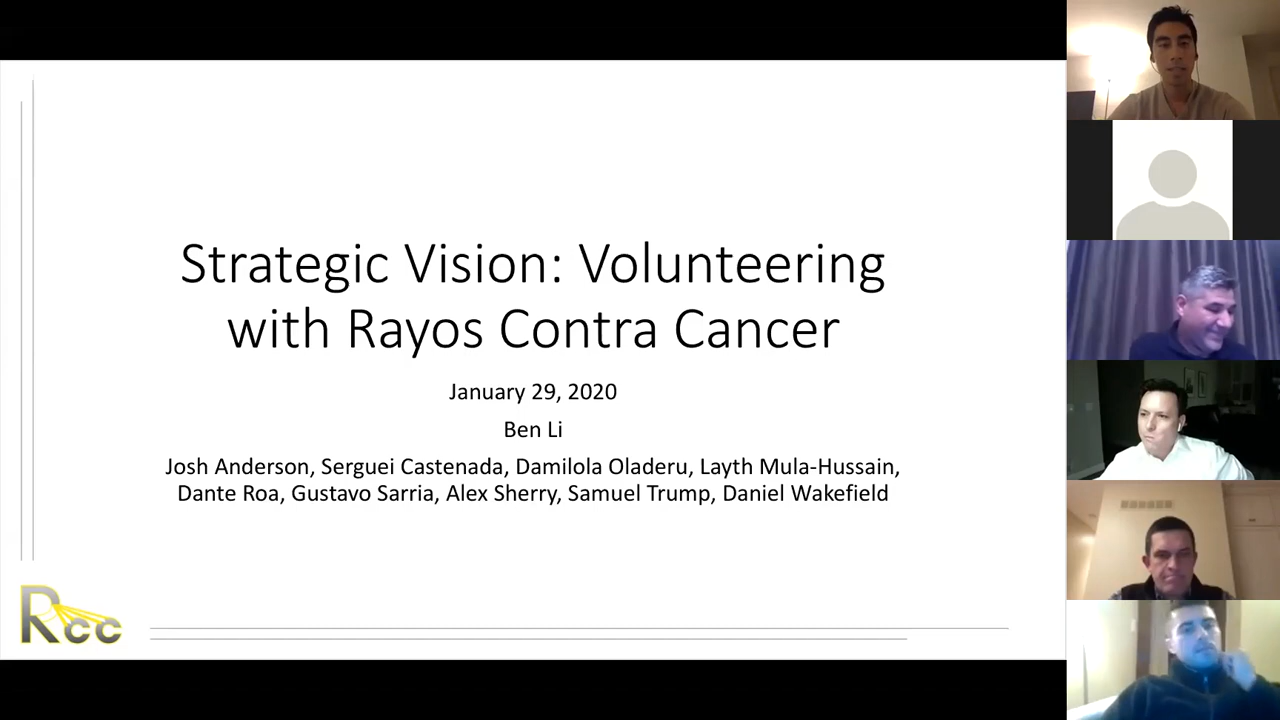 Strategic Vision: Volunteering
with Rayos Contra Cancer
January 29, 2020
Ben Li
Josh Anderson, Serguei Castenada, Damilola Oladeru, Layth Mula-Hussain,
Dante Roa, Gustavo Sarria, Alex Sherry, Samuel Trump, Daniel Wakefield
Rcc